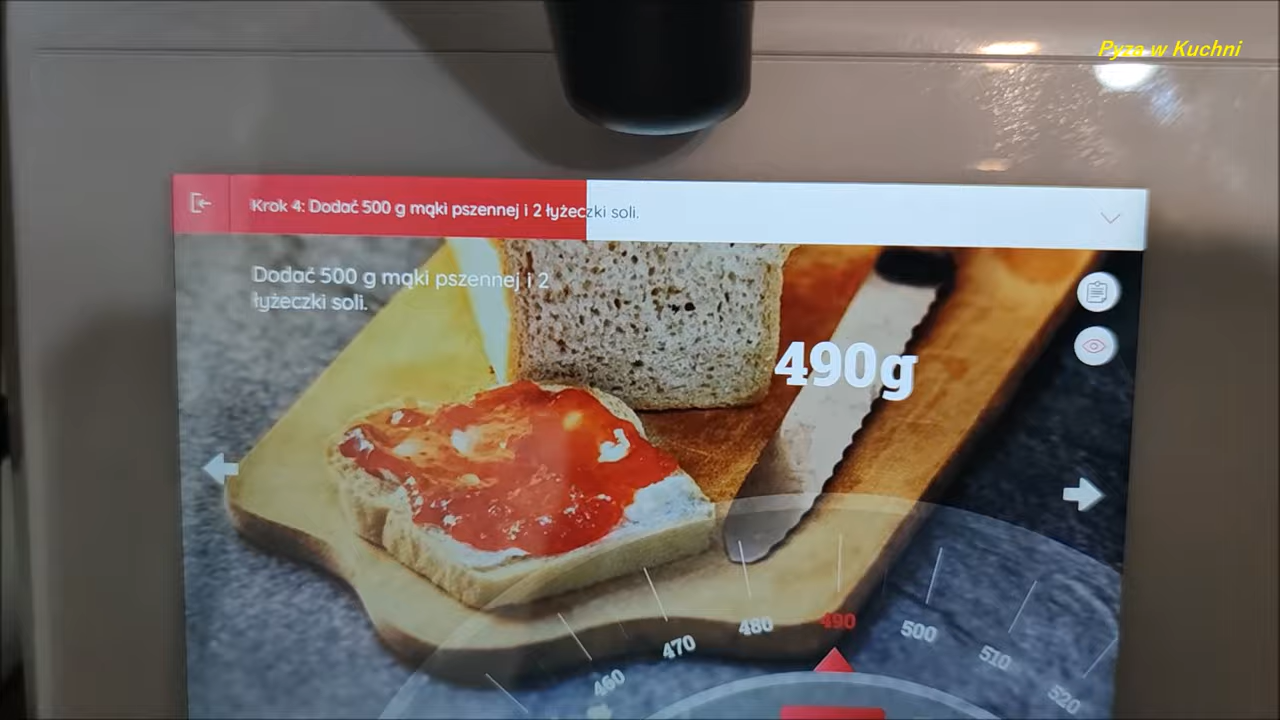 Pyza w Kuchni
Krok 4: Dodać 500 g mąki pszennej i 2 łyżeczki soli.
Dodać 500 g mąki pszennej i 2
łyżeczki soli.
490g
460 470 480 490 500 510 520